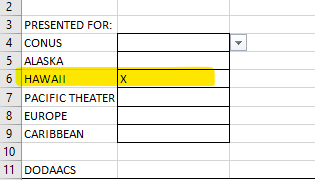 2
3 PRESENTED FOR:
4 CONUS
5 ALASKA
6 HAWAII X
7 PACIFIC THEATER
8 EUROPE
9 CARIBBEAN
10
11 DODAACS